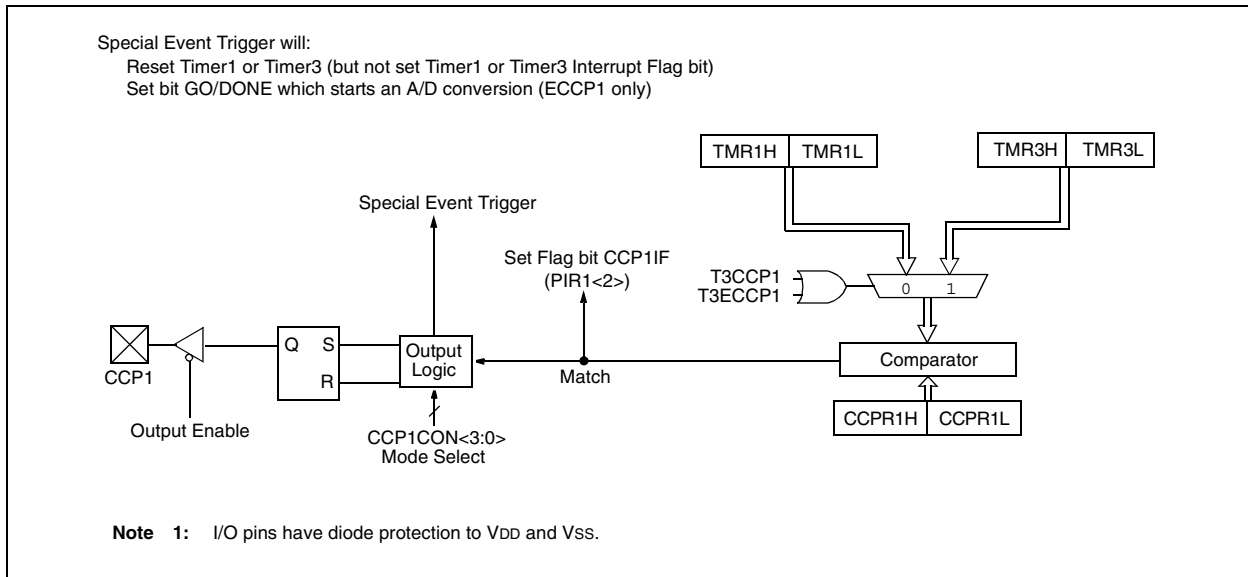 Special Event Trigger will:
Reset Timer1 or Timer3 (but not set Timer1 or Timer3 Interrupt Flag bit)
Set bit GO/DONE which starts an A/D conversion (ECCP1 only)
TMR1H TMR1L
TMR3H TMR3L
Special Event Trigger
Set Flag bit CCP1IF
(PIR1<2>)
T3CCP1
T3ECCP1
0 1
Q S
R
Output
Logic
Match
Comparator
CCP1
Output Enable
CCP1CON<3:0>
Mode Select
CCPR1H CCPR1L
Note 1: I/O pins have diode protection to VDD and VSS.